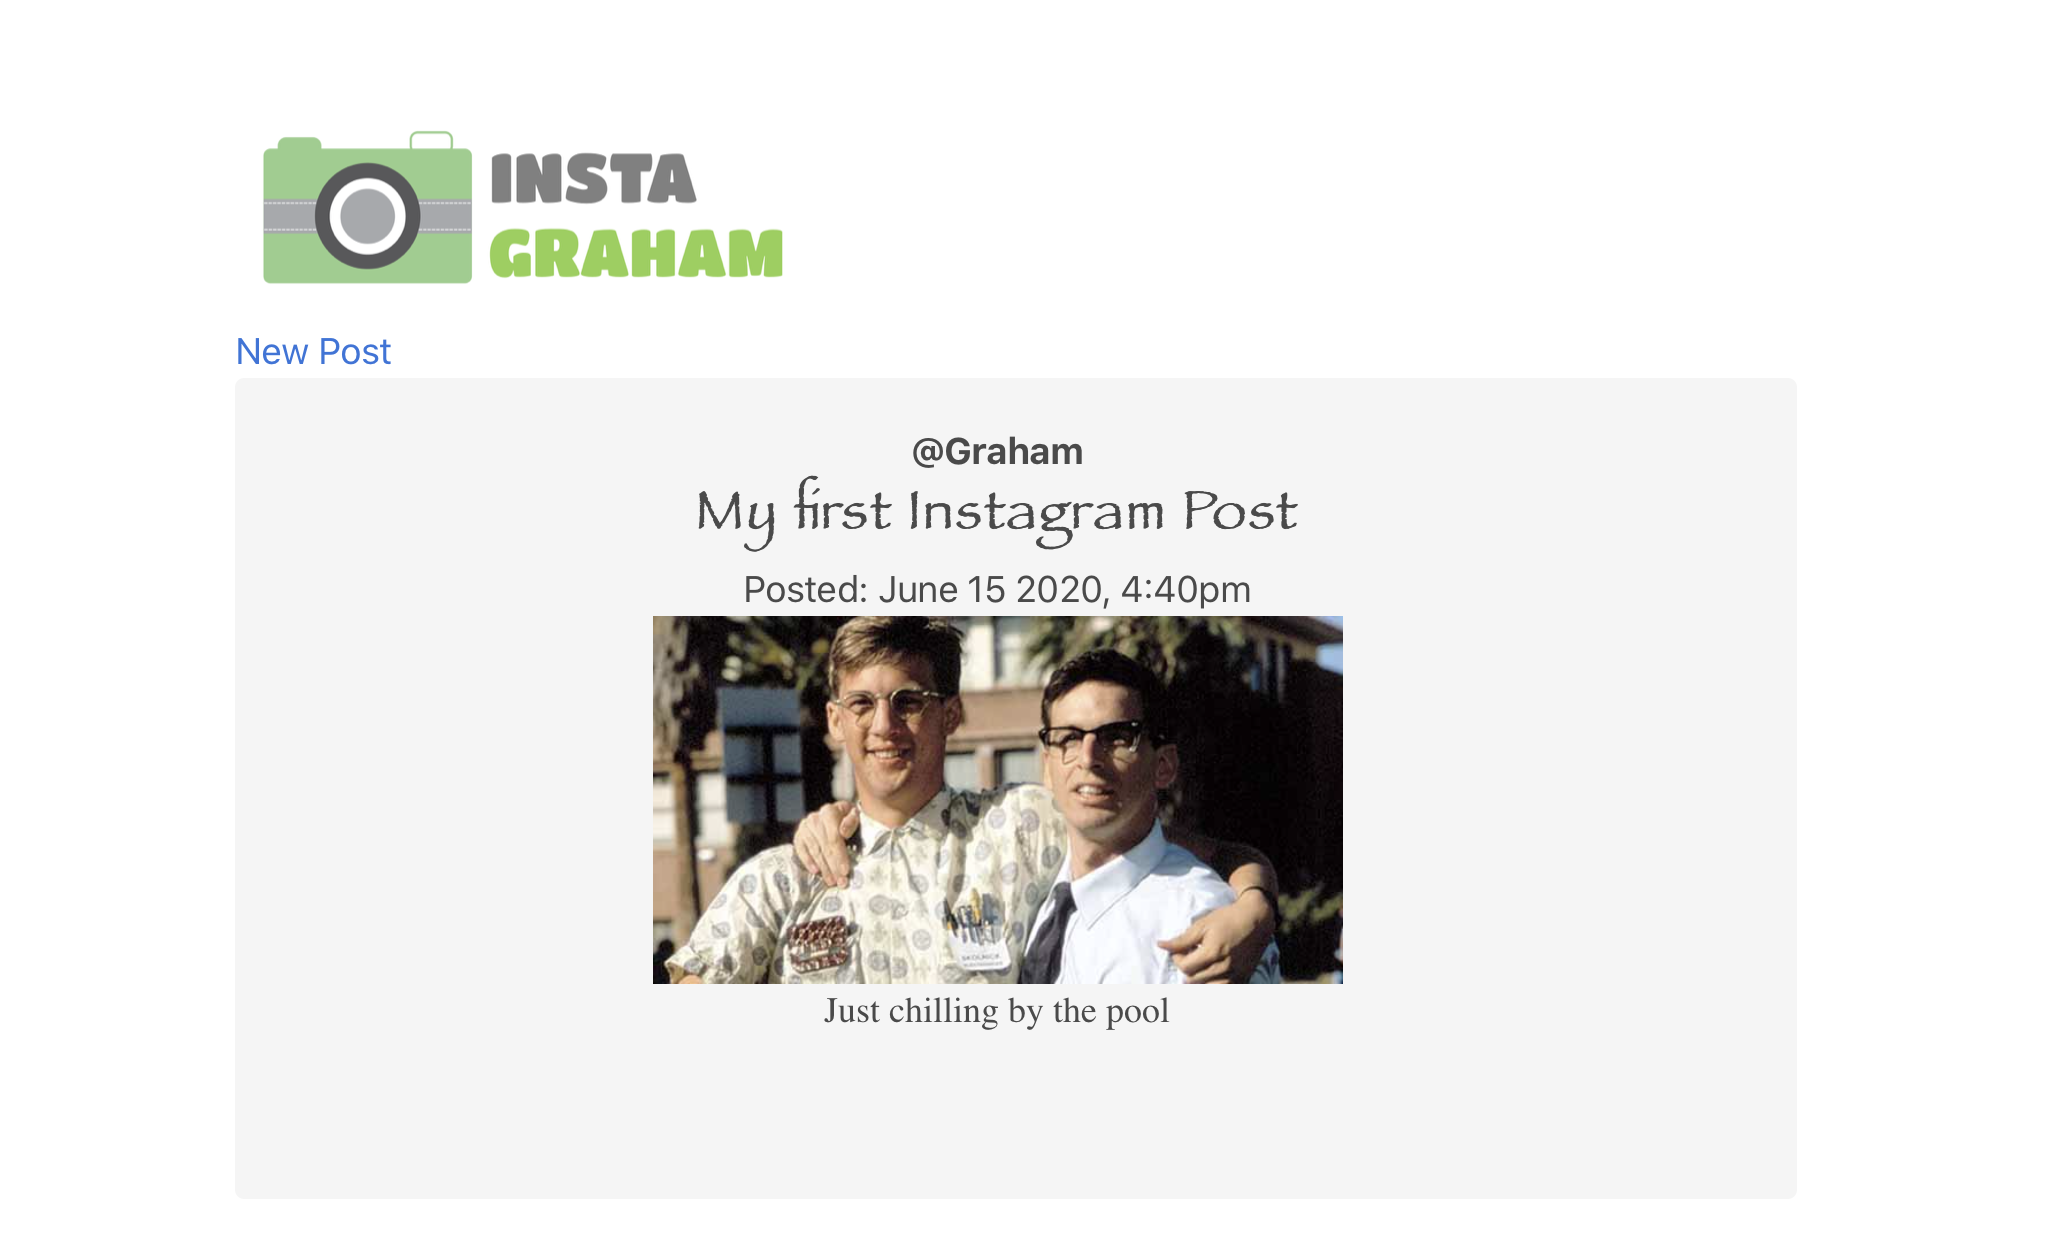 INSTA
GRAHAM
New Post
@Graham
My first Instagram Post
Posted: June 15 2020, 4:40pm
SKOLNICK
Just chilling by the pool